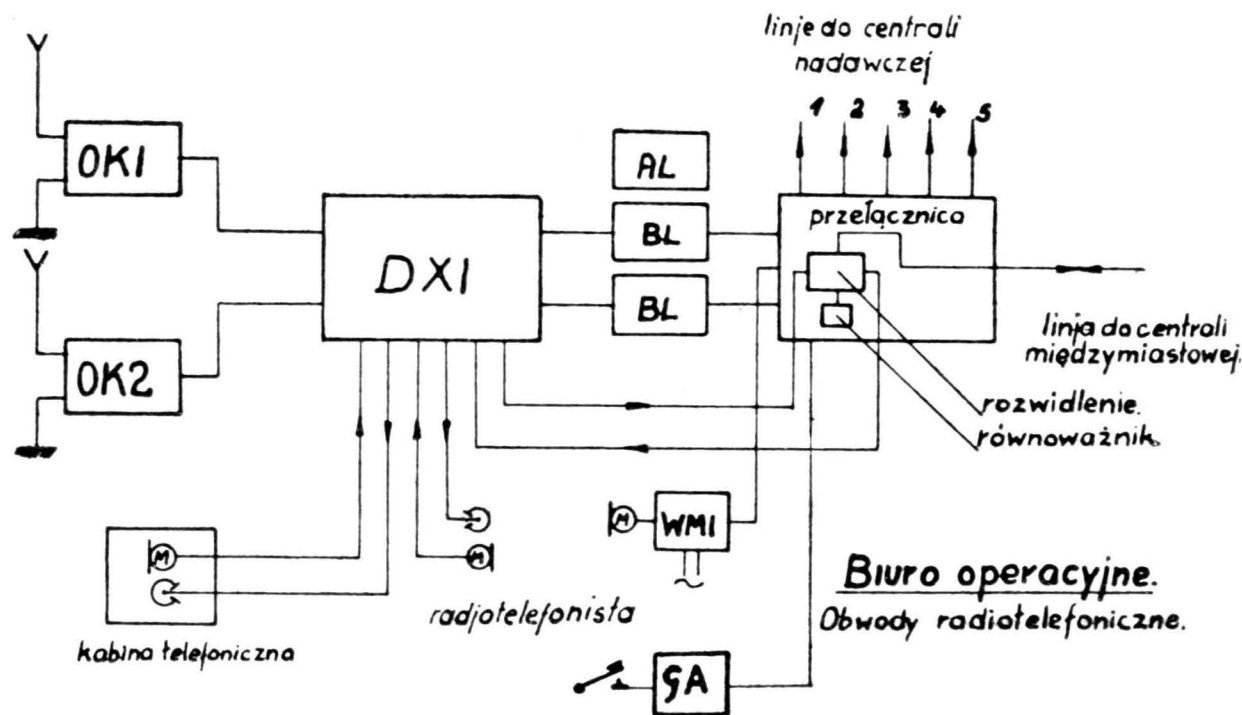 linje do centrali
nadawczej
1 2 3 4 5
OK1
AL
przełącznica
BL
DX1
BL
OK2
linja do centrali
międzymiastowej.
rozwidlenie.
równoważnik.
M
WM1
M
M
Biuro operacyjne.
Obwody radiotelefoniczne.
radjotelefonista
kabina telefoniczna
GA